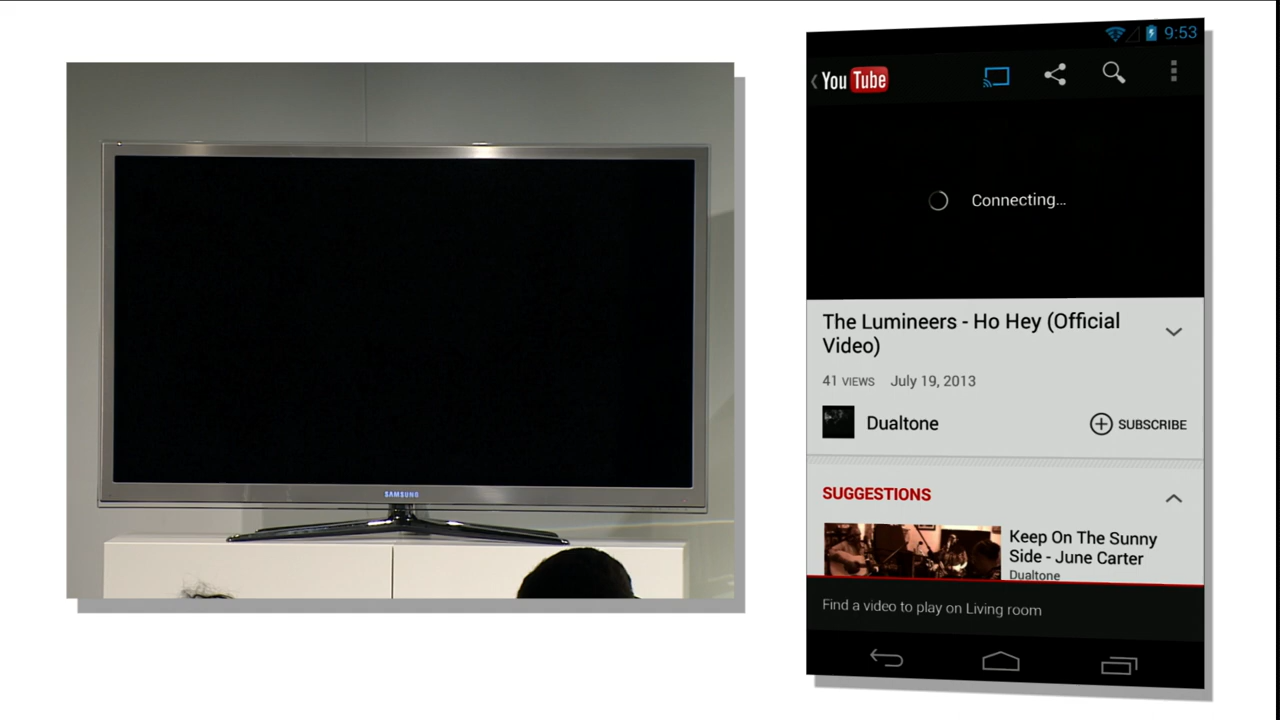 SAMSUNG
9:53
YouTube
Connecting...
The Lumineers - Ho Hey (Official
Video)
41 VIEWS July 19, 2013
Dualtone
SUBSCRIBE
SUGGESTIONS
Keep On The Sunny
Side - June Carter
Dualtone
Find a video to play on Living room